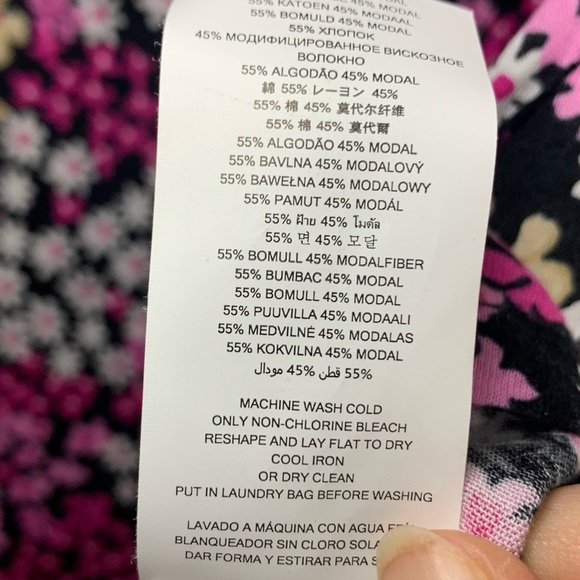 55% KATOEN 45% MODAAL
55% BOMULD 45% MODAL
55% ХЛОПОК
45% МОДИФИЦИРОВАННОЕ ВИСКОЗНОЕ
ВОЛОКНО
55% ALGODÃO 45% MODAL
綿 55% レーヨン 45%
55% 棉 45% 莫代尔纤维
55% 棉 45% 莫代爾
55% ALGODÃO 45% MODAL
55% BAVLNA 45% MODALOVÝ
55% BAWEŁNA 45% MODALOWY
55% PAMUT 45% MODÁL
55% ฝ้าย 45% โมดัล
55% 면 45% 모달
55% BOMULL 45% MODALFIBER
55% BUMBAC 45% MODAL
55% BOMULL 45% MODAL
55% PUUVILLA 45% MODAALI
55% MEDVILNĖ 45% MODALAS
55% KOKVILNA 45% MODAL
55% قطن 45% مودال
MACHINE WASH COLD
ONLY NON-CHLORINE BLEACH
RESHAPE AND LAY FLAT TO DRY
COOL IRON
OR DRY CLEAN
PUT IN LAUNDRY BAG BEFORE WASHING
LAVADO A MÁQUINA CON AGUA
BLANQUEADOR SIN CLORO
DAR FORMA Y ESTIRAR PARA